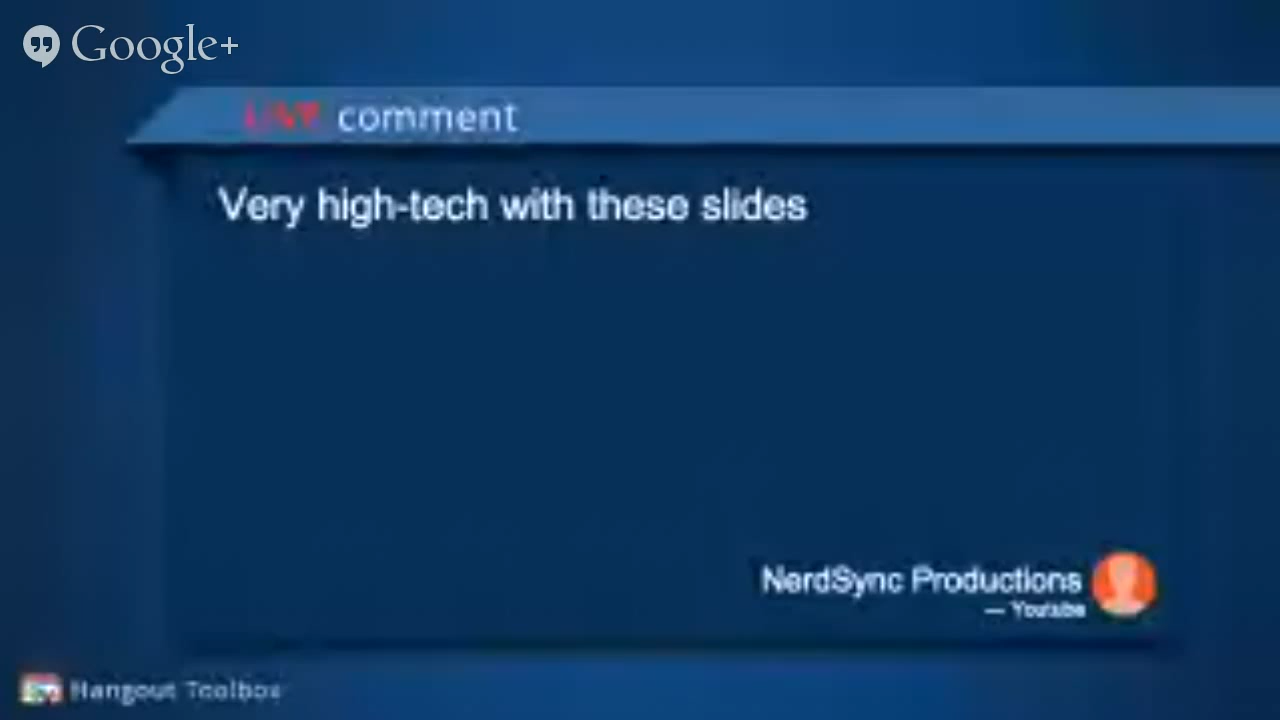 Google+
LIVE comment
Very high-tech with these slides
NerdSync Productions
— Youtube
Hangout Toolbox